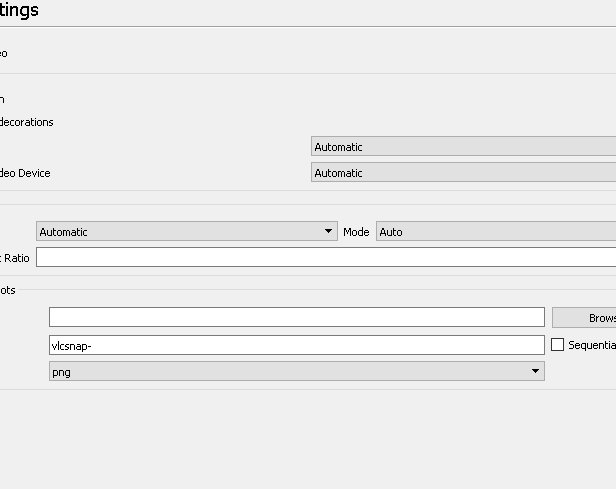 tings
eo
n
decorations
Automatic
deo Device Automatic
Automatic Mode Auto
t Ratio
ots
Brows
vlcsnap- Sequentia
png